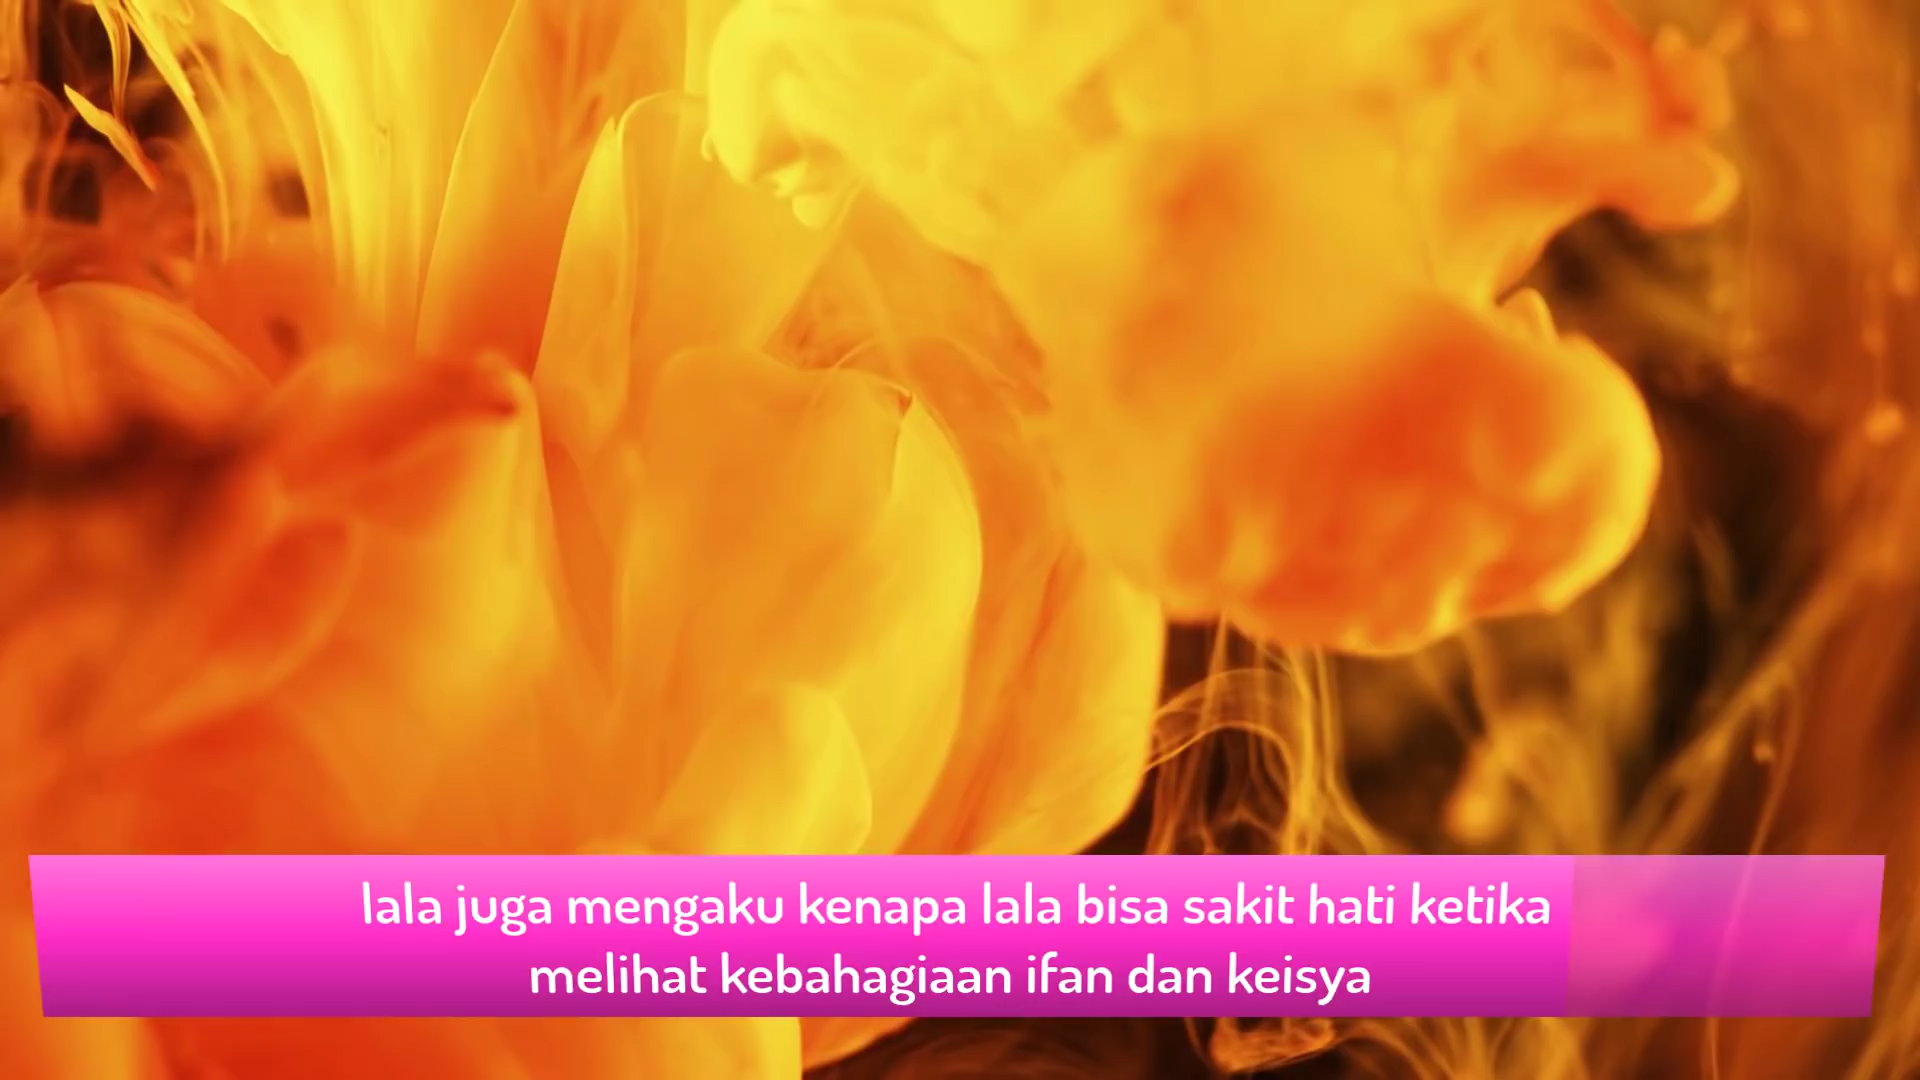 lala juga mengaku kenapa lala bisa sakit hati ketika
melihat kebahagiaan ifan dan keisya